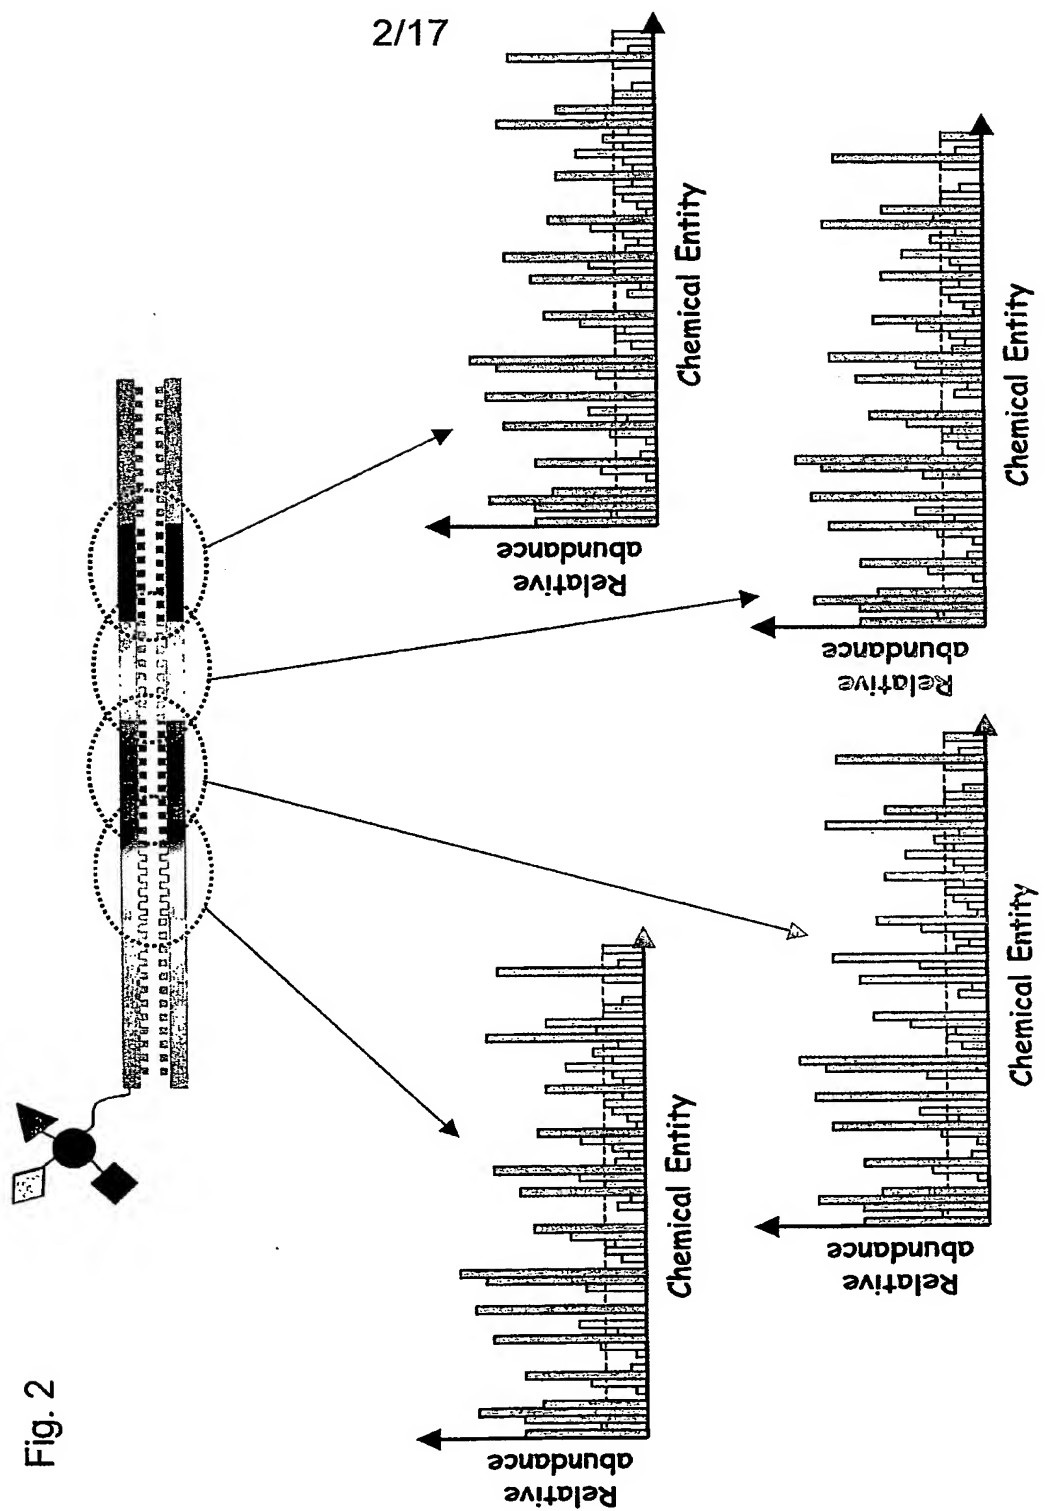 2/17
Fig. 2
Relative
abundance
Chemical Entity
Relative
abundance
Chemical Entity
Relative
abundance
Chemical Entity
Relative
abundance
Chemical Entity